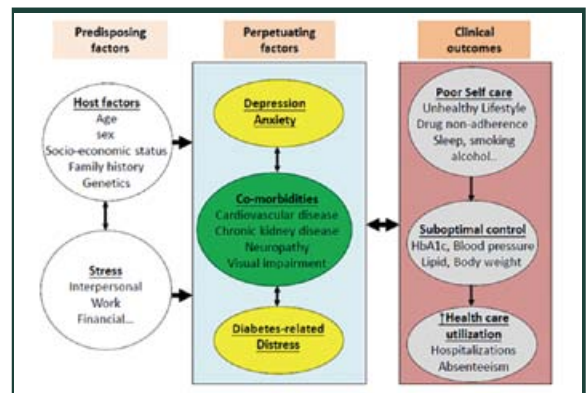 Predisposing
factors
Perpetuating
factors
Clinical
outcomes
Host factors
Age
sex
Socio-economic status
Family history
Genetics
Stress
Interpersonal
Work
Financial...
Depression
Anxiety
Co-morbidities
Cardiovascular disease
Chronic kidney disease
Neuropathy
Visual impairment
Diabetes-related
Distress
Poor Self care
Unhealthy Lifestyle
Drug non-adherence
Sleep, smoking
alcohol...
Suboptimal control
HbA1c, Blood pressure
Lipid, Body weight
↑Health care
utilization
Hospitalizations
Absenteeism